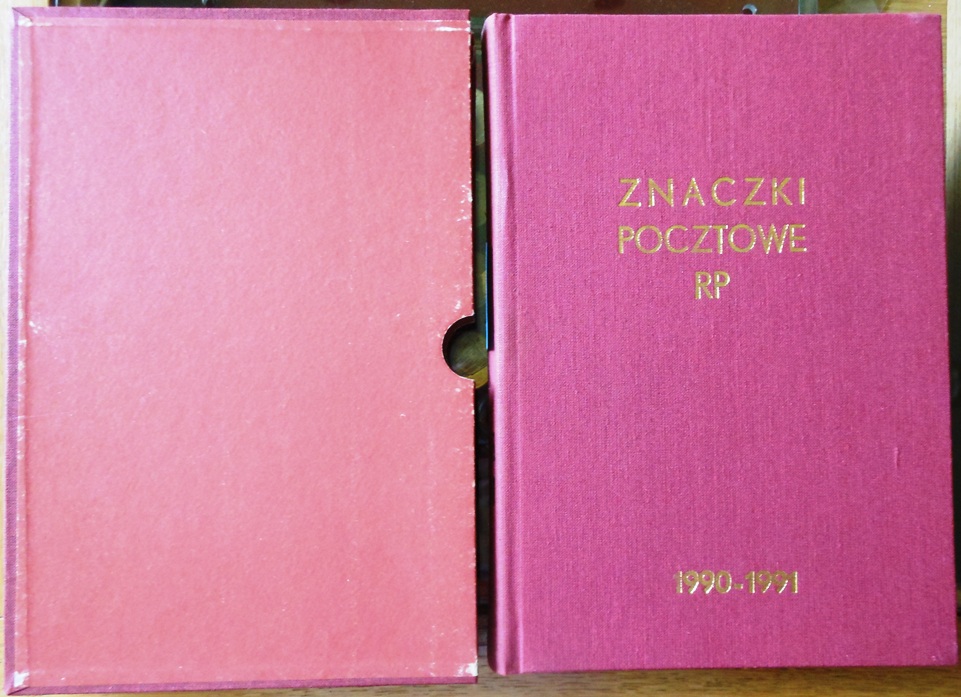 ZNACZKI
POCZTOWE
RP
1990-1991